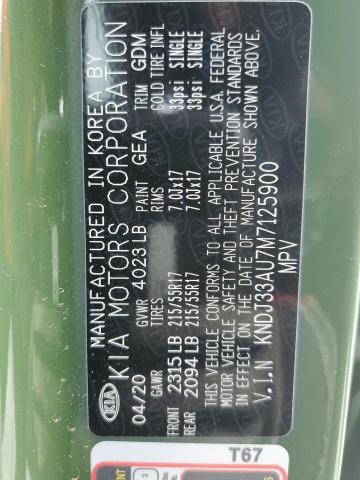 MANUFACTURED IN KOREA BY
KIA MOTORS CORPORATION
KIA
04/20 GVWR 4023LB PAINT GEA TRIM GDM
GAWR TIRES RIMS COLD TIRE INFL
FRONT 2315LB 215/55R17 7.0Jx17 33psi SINGLE
REAR 2094LB 215/55R17 7.0Jx17 33psi SINGLE
THIS VEHICLE CONFORMS TO ALL APPLICABLE U.S.A. FEDERAL
MOTOR VEHICLE SAFETY AND THEFT PREVENTION STANDARDS
IN EFFECT ON THE DATE OF MANUFACTURE SHOWN ABOVE.
V.I.N KNDJ33AU7M7125900
MPV
T67